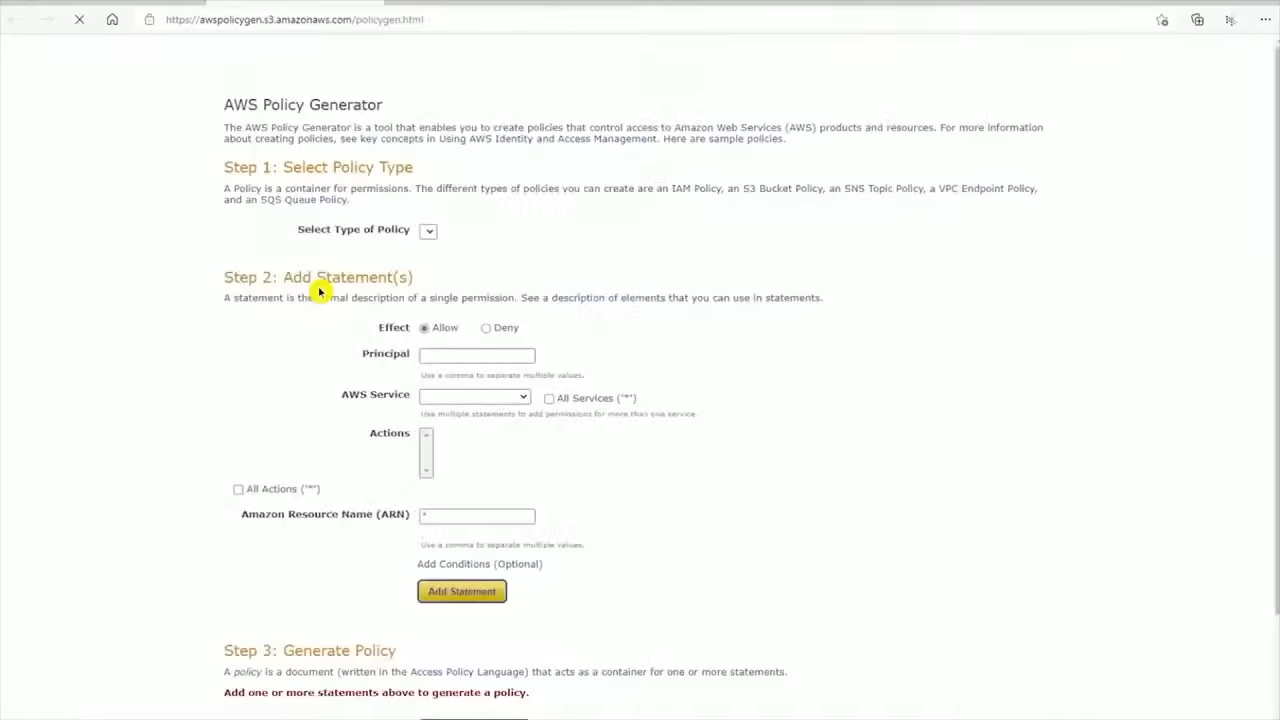 https://awspolicygen.s3.amazonaws.com/policygen.html
AWS Policy Generator
The AWS Policy Generator is a tool that enables you to create policies that control access to Amazon Web Services (AWS) products and resources. For more information
about creating policies, see key concepts in Using AWS Identity and Access Management. Here are sample policies.
Step 1: Select Policy Type
A Policy is a container for permissions. The different types of policies you can create are an IAM Policy, an S3 Bucket Policy, an SNS Topic Policy, a VPC Endpoint Policy,
and an SQS Queue Policy.
Select Type of Policy
Step 2: Add Statement(s)
A statement is the mal description of a single permission. See a description of elements that you can use in statements.
Effect Allow Deny
Principal
Use a comma to separate multiple values.
AWS Service All Services ('*')
Use multiple statements to add permissions for more than one service.
Actions
All Actions ('*')
Amazon Resource Name (ARN) *
Use a comma to separate multiple values.
Add Conditions (Optional)
Add Statement
Step 3: Generate Policy
A policy is a document (written in the Access Policy Language) that acts as a container for one or more statements.
Add one or more statements above to generate a policy.